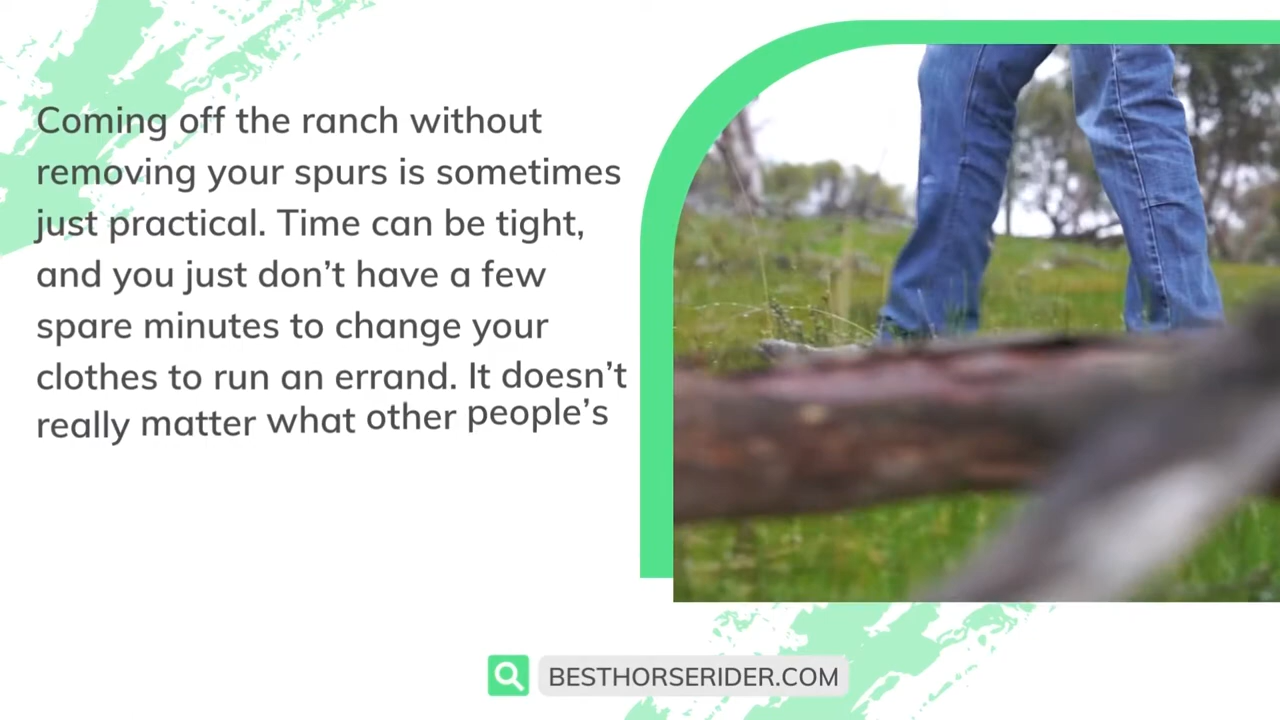 Coming off the ranch without
removing your spurs is sometimes
just practical. Time can be tight,
and you just don’t have a few
spare minutes to change your
clothes to run an errand. It doesn’t
really matter what other people’s
BESTHORSERIDER.COM